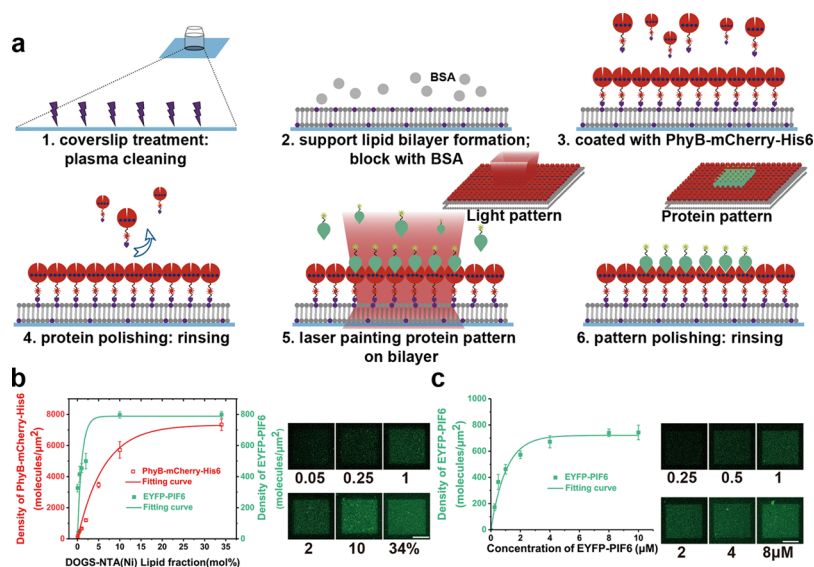 a
1. coverslip treatment:
plasma cleaning
BSA
2. support lipid bilayer formation;
block with BSA
3. coated with PhyB-mCherry-His6
Light pattern
Protein pattern
4. protein polishing: rinsing
5. laser painting protein pattern
on bilayer
6. pattern polishing: rinsing
b
Density of PhyB-mCherry-His6
(molecules/μm²)
8000
6000
4000
2000
0
800
600
400
200
0
Density of EYFP-PIF6
(molecules/μm²)
PhyB-mCherry-His6
Fitting curve
EYFP-PIF6
Fitting curve
0 5 10 15 20 25 30 35
DOGS-NTA(Ni) Lipid fraction(mol%)
0.05 0.25 1
2 10 34%
c
Density of EYFP-PIF6
(molecules/μm²)
1000
800
600
400
200
0
EYFP-PIF6
Fitting curve
0 2 4 6 8 10
Concentration of EYFP-PIF6 (μM)
0.25 0.5 1
2 4 8μM